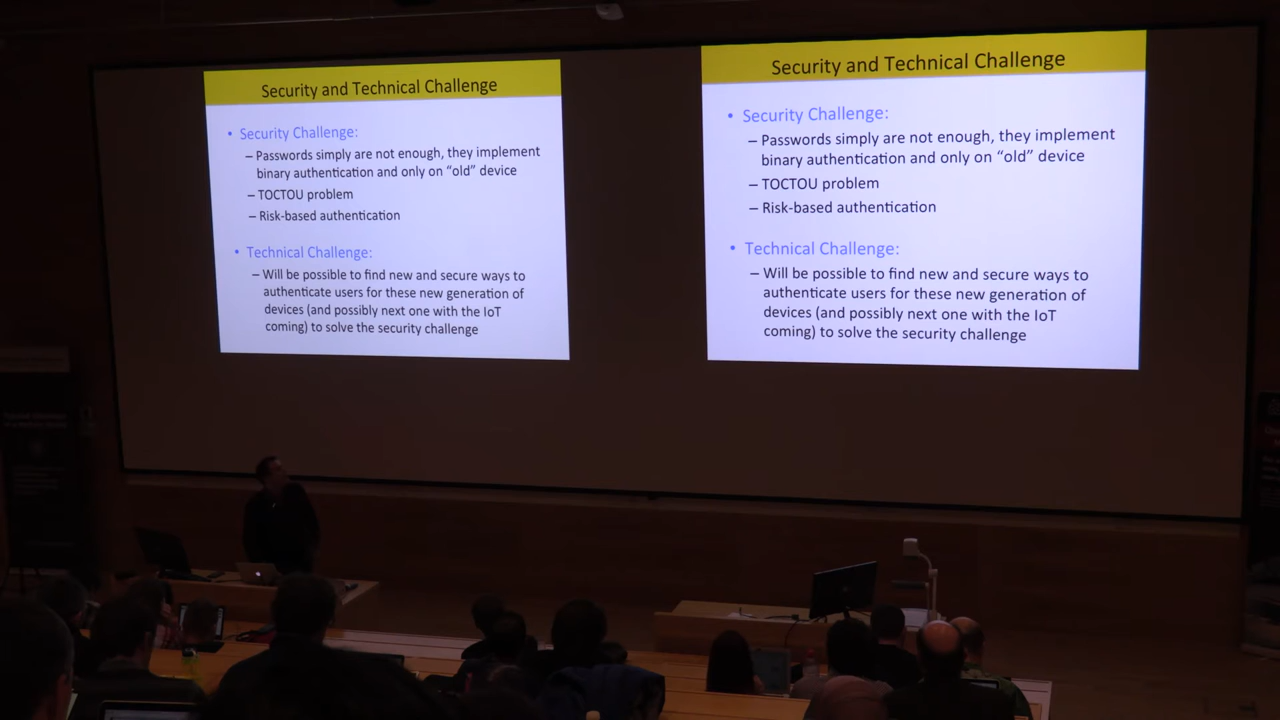 Security and Technical Challenge
• Security Challenge:
– Passwords simply are not enough, they implement
binary authentication and only on “old” device
– TOCTOU problem
– Risk-based authentication
• Technical Challenge:
– Will be possible to find new and secure ways to
authenticate users for these new generation of
devices (and possibly next one with the IoT
coming) to solve the security challenge
Security and Technical Challenge
• Security Challenge:
– Passwords simply are not enough, they implement
binary authentication and only on “old” device
– TOCTOU problem
– Risk-based authentication
• Technical Challenge:
– Will be possible to find new and secure ways to
authenticate users for these new generation of
devices (and possibly next one with the IoT
coming) to solve the security challenge